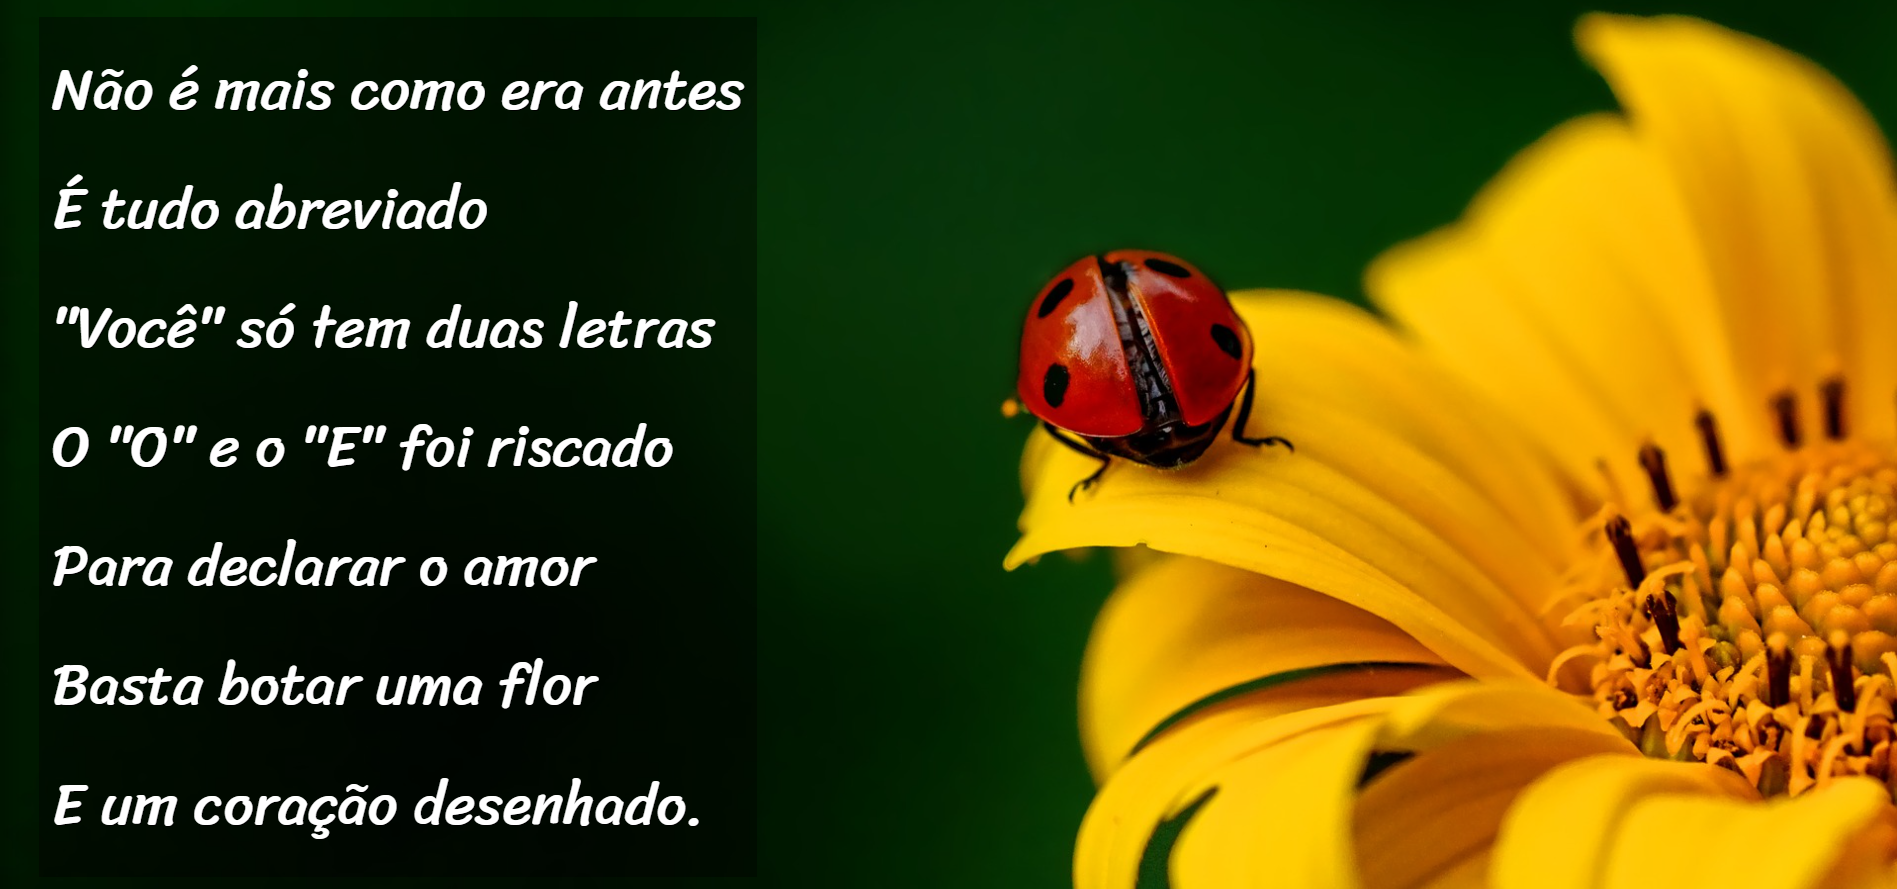 Não é mais como era antes
É tudo abreviado
"Você" só tem duas letras
O "O" e o "E" foi riscado
Para declarar o amor
Basta botar uma flor
E um coração desenhado.